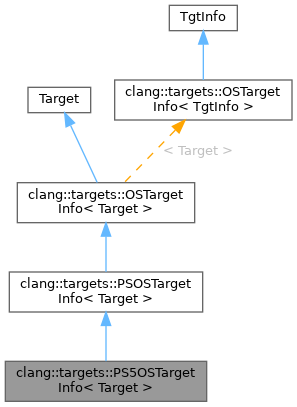 TgtInfo
Target
clang::targets::OSTarget
Info< TgtInfo >
< Target >
clang::targets::OSTarget
Info< Target >
clang::targets::PSOSTarget
Info< Target >
clang::targets::PS5OSTarget
Info< Target >